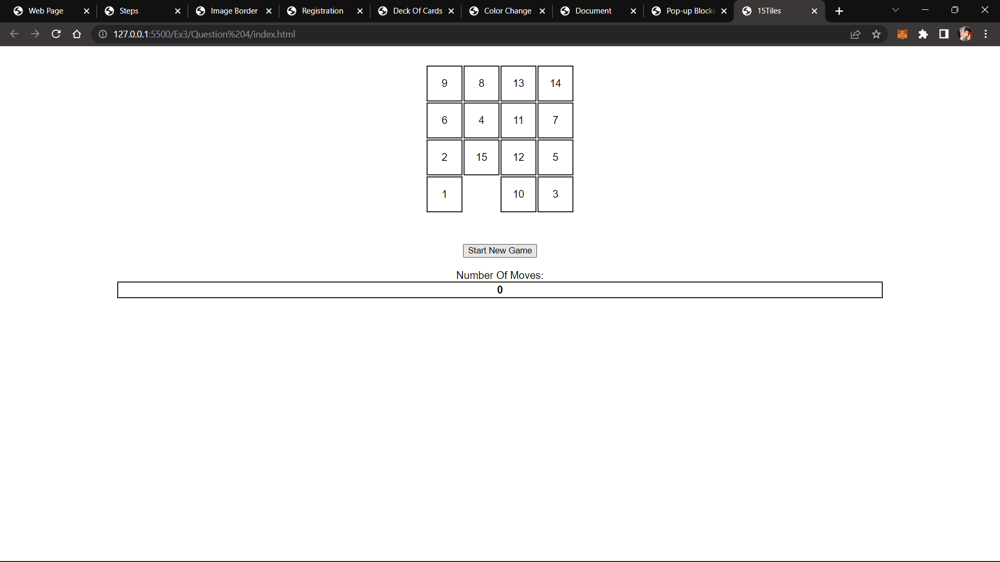 Web Page Steps Image Border Registration Deck Of Cards Color Change Document Pop-up Blocke 15Tiles
127.0.0.1:5500/Ex3/Question%204/index.html
9 8 13 14
6 4 11 7
2 15 12 5
1 10 3
Start New Game
Number Of Moves:
0